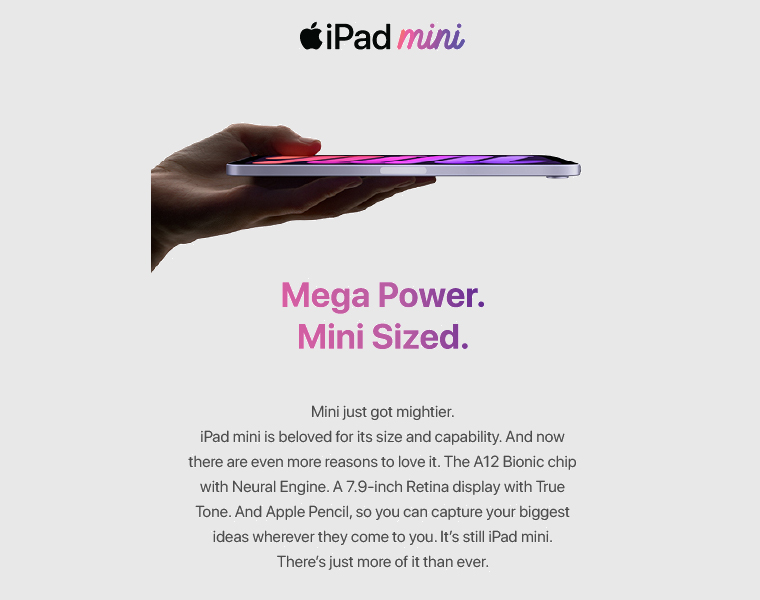 iPad mini
Mega Power.
Mini Sized.
Mini just got mightier.
iPad mini is beloved for its size and capability. And now
there are even more reasons to love it. The A12 Bionic chip
with Neural Engine. A 7.9-inch Retina display with True
Tone. And Apple Pencil, so you can capture your biggest
ideas wherever they come to you. It’s still iPad mini.
There’s just more of it than ever.